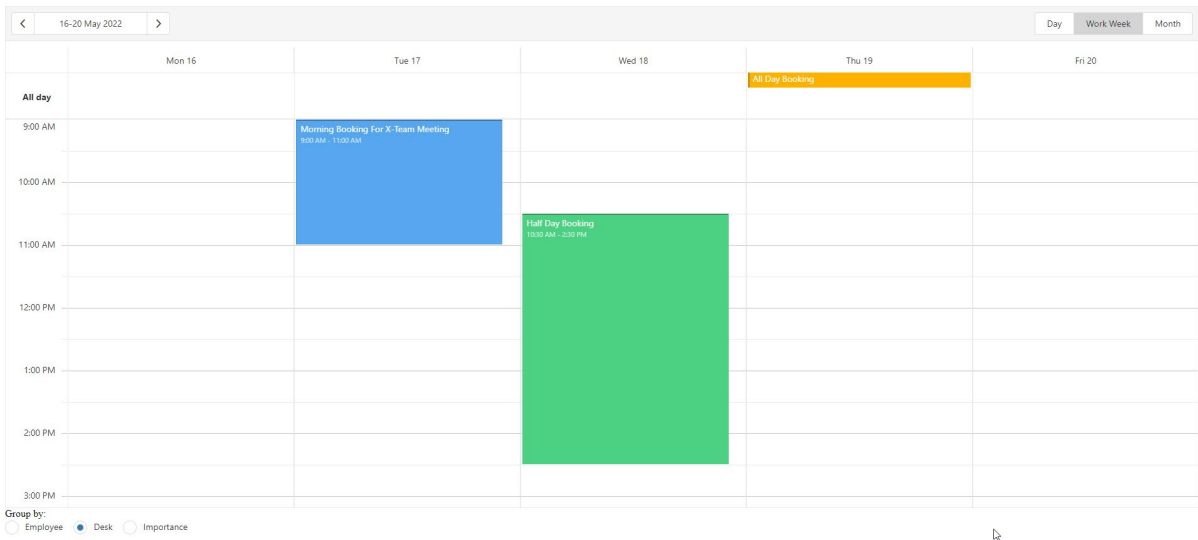 16-20 May 2022
Day Work Week Month
Mon 16 Tue 17 Wed 18 Thu 19 Fri 20
All Day Booking
All day
9:00 AM
Morning Booking For X-Team Meeting
9:00 AM - 11:00 AM
10:00 AM
Half Day Booking
10:30 AM - 2:30 PM
11:00 AM
12:00 PM
1:00 PM
2:00 PM
3:00 PM
Group by:
Employee Desk Importance